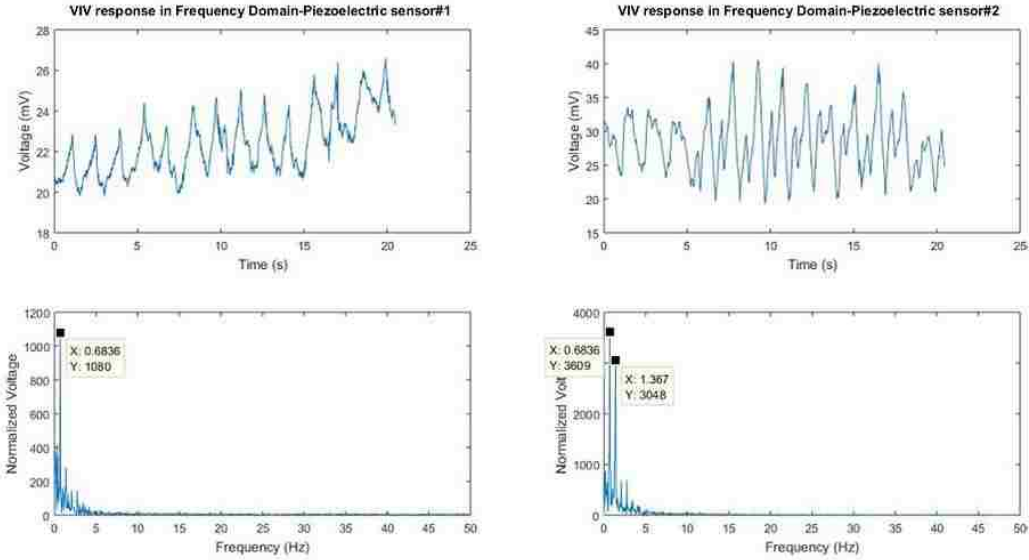 VIV response in Frequency Domain-Piezoelectric sensor#1
28
26
24
22
20
18
Voltage (mV)
0 5 10 15 20 25
Time (s)
VIV response in Frequency Domain-Piezoelectric sensor#2
45
40
35
30
25
20
15
Voltage (mV)
0 5 10 15 20 25
Time (s)
1200
1000
800
600
400
200
0
Normalized Voltage
X: 0.6836
Y: 1080
0 5 10 15 20 25 30 35 40 45 50
Frequency (Hz)
4000
2000
1000
0
Normalized
X: 0.6836
Y: 3609
X: 1.367
Y: 3048
0 5 10 15 20 25 30 35 40 45 50
Frequency (Hz)